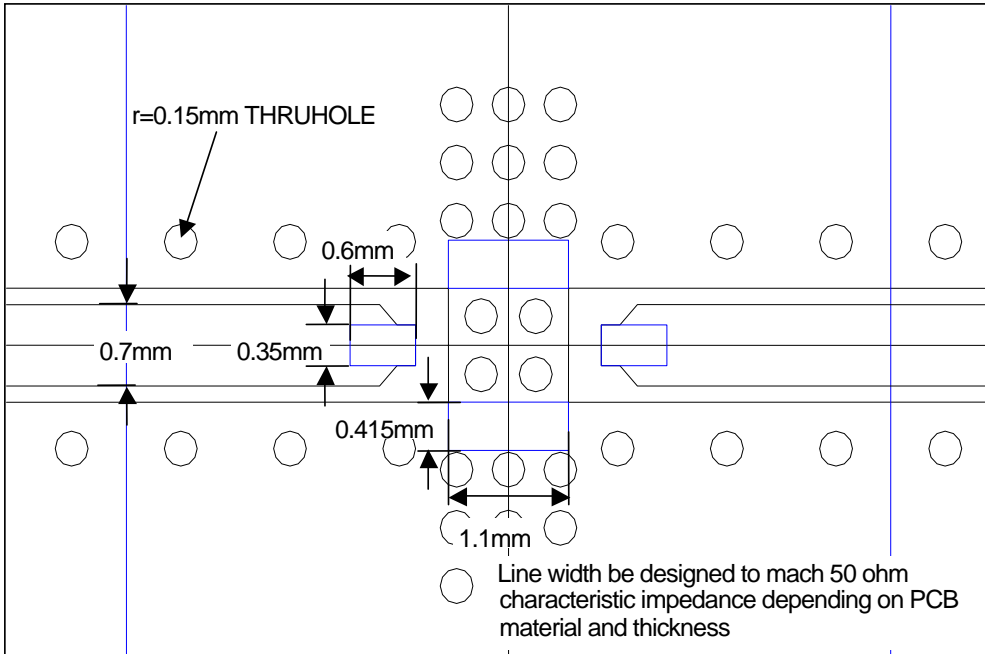 r=0.15mm THRUHOLE
0.6mm
0.7mm
0.35mm
0.415mm
1.1mm
Line width be designed to mach 50 ohm
characteristic impedance depending on PCB
material and thickness